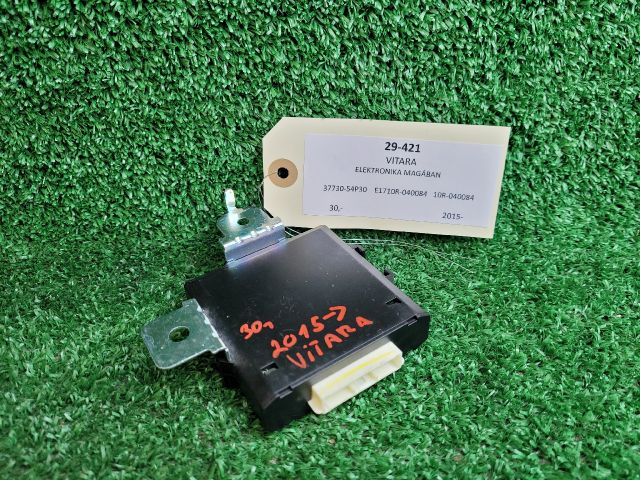 29-421
VITARA
ELEKTRONIKA MAGÁBAN
37730-54P30 E1710R-040084 10R-040084
30,- 2015-
30,-
2015→
ViTARA